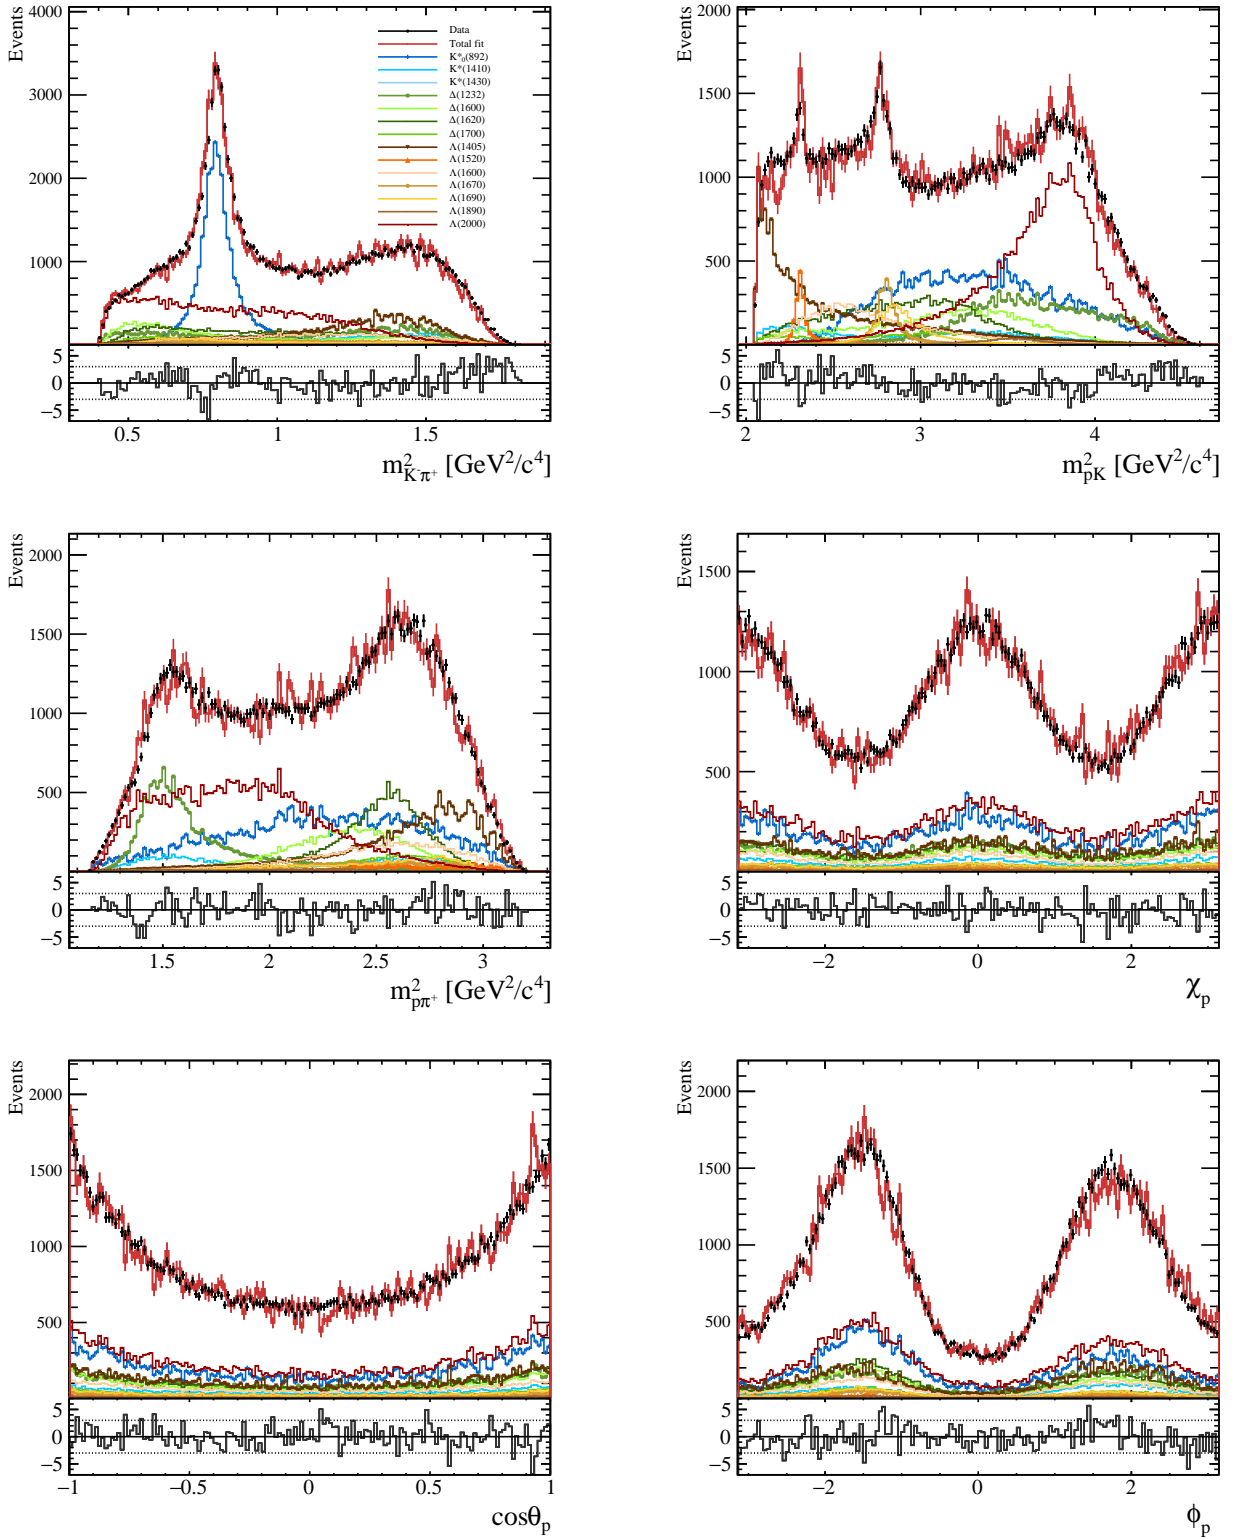 Events
4000
3000
2000
1000
Data
Total fit
K*₀(892)
K*(1410)
K*(1430)
Δ(1232)
Δ(1600)
Δ(1620)
Δ(1700)
Λ(1405)
Λ(1520)
Λ(1600)
Λ(1670)
Λ(1690)
Λ(1890)
Λ(2000)
5
0
−5
0.5 1 1.5
m²K⁻π⁺ [GeV²/c⁴]
Events
2000
1500
1000
500
5
0
−5
2 3 4
m²pK [GeV²/c⁴]
Events
2000
1500
1000
500
5
0
−5
1.5 2 2.5 3
m²pπ⁺ [GeV²/c⁴]
Events
1500
1000
500
5
0
−5
−2 0 2
χp
Events
2000
1500
1000
500
5
0
−5
−1 −0.5 0 0.5 1
cosθp
Events
2000
1500
1000
500
5
0
−5
−2 0 2
ϕp